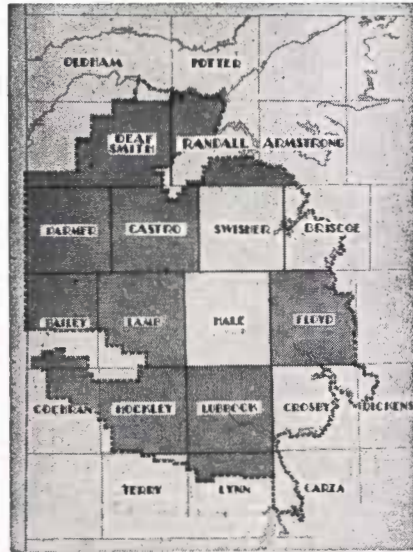 OLDHAM POTTER
DEAF SMITH RANDALL ARMSTRONG
PARMER CASTRO SWISHER BRISCOE
BAILEY LAMB HALE FLOYD
COCHRAN HOCKLEY LUBBOCK CROSBY DICKENS
TERRY LYNN GARZA